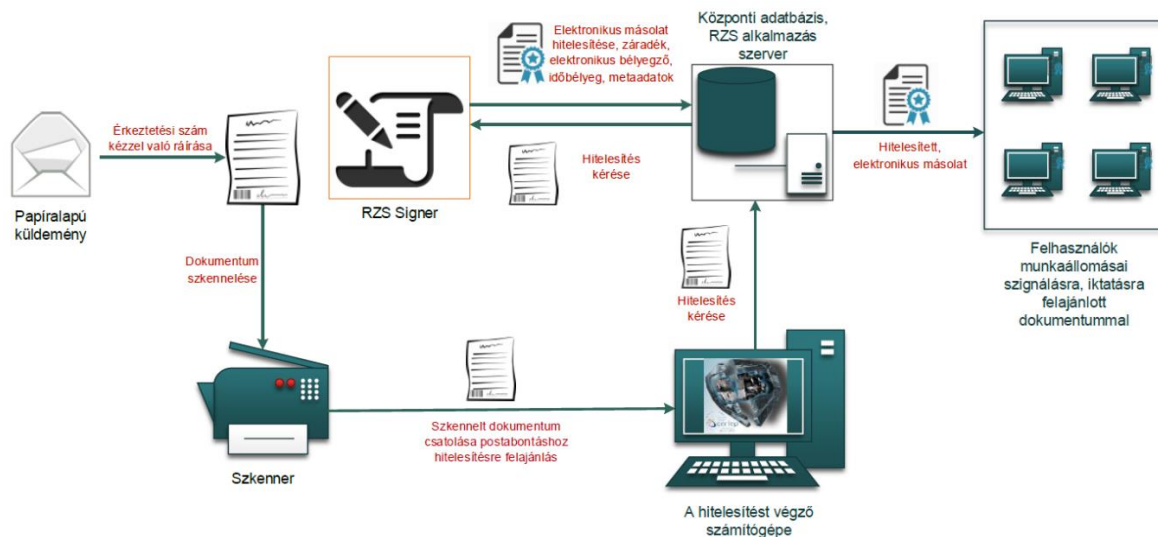 Elektronikus másolat
hitelesítése, záradék,
elektronikus bélyegző,
időbélyeg, metaadatok
Központi adatbázis,
RZS alkalmazás
szerver
Érkeztetési szám
kézzel való ráírása
Papíralapú
küldemény
RZS Signer
Hitelesítés
kérése
Hitelesített,
elektronikus másolat
Felhasználók
munkaállomásai
szignálásra, iktatásra
felajánlott
dokumentummal
Dokumentum
szkennelése
Hitelesítés
kérése
Szkenner
Szkennelt dokumentum
csatolása postabontáshoz
hitelesítésre felajánlás
A hitelesítést végző
számítógépe